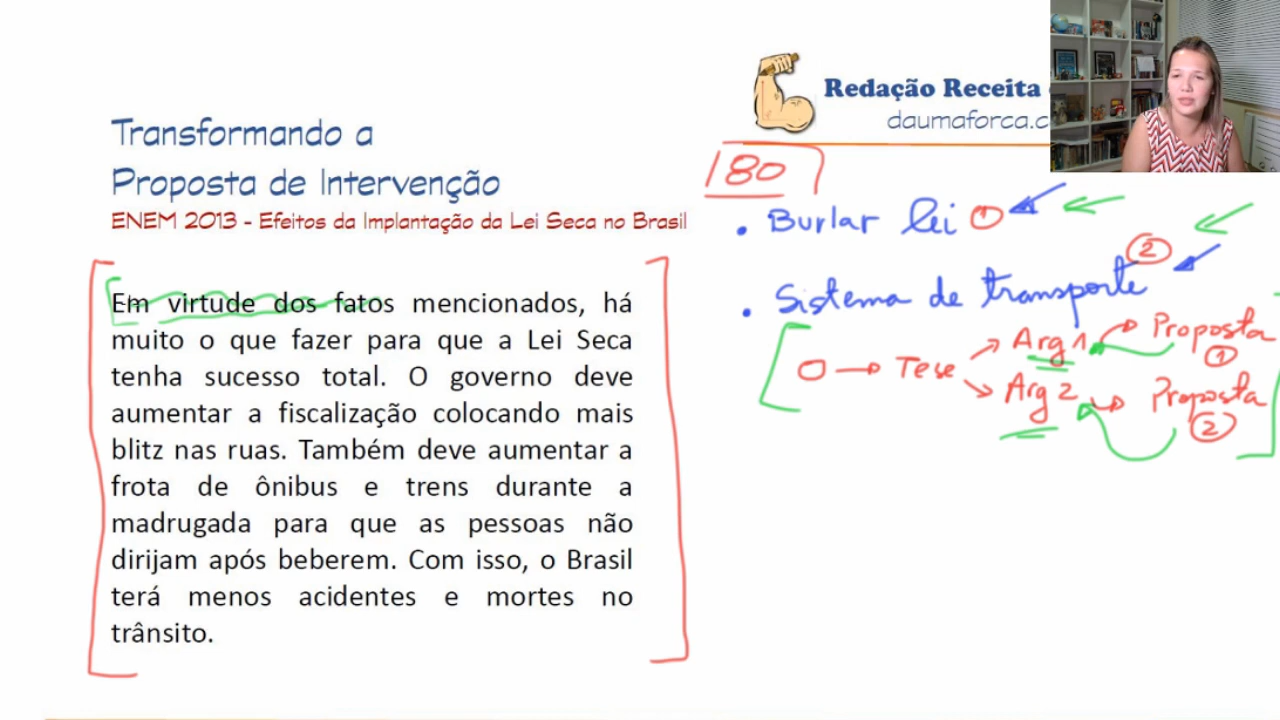 Redação Receita
daumaforca.c
Transformando a
Proposta de Intervenção
ENEM 2013 - Efeitos da Implantação da Lei Seca no Brasil
Em virtude dos fatos mencionados, há
muito o que fazer para que a Lei Seca
tenha sucesso total. O governo deve
aumentar a fiscalização colocando mais
blitz nas ruas. Também deve aumentar a
frota de ônibus e trens durante a
madrugada para que as pessoas não
dirijam após beberem. Com isso, o Brasil
terá menos acidentes e mortes no
trânsito.
180
• Burlar lei 1
• Sistema de transporte 2
Tese
Arg 1 Proposta 1
Arg 2 Proposta 2